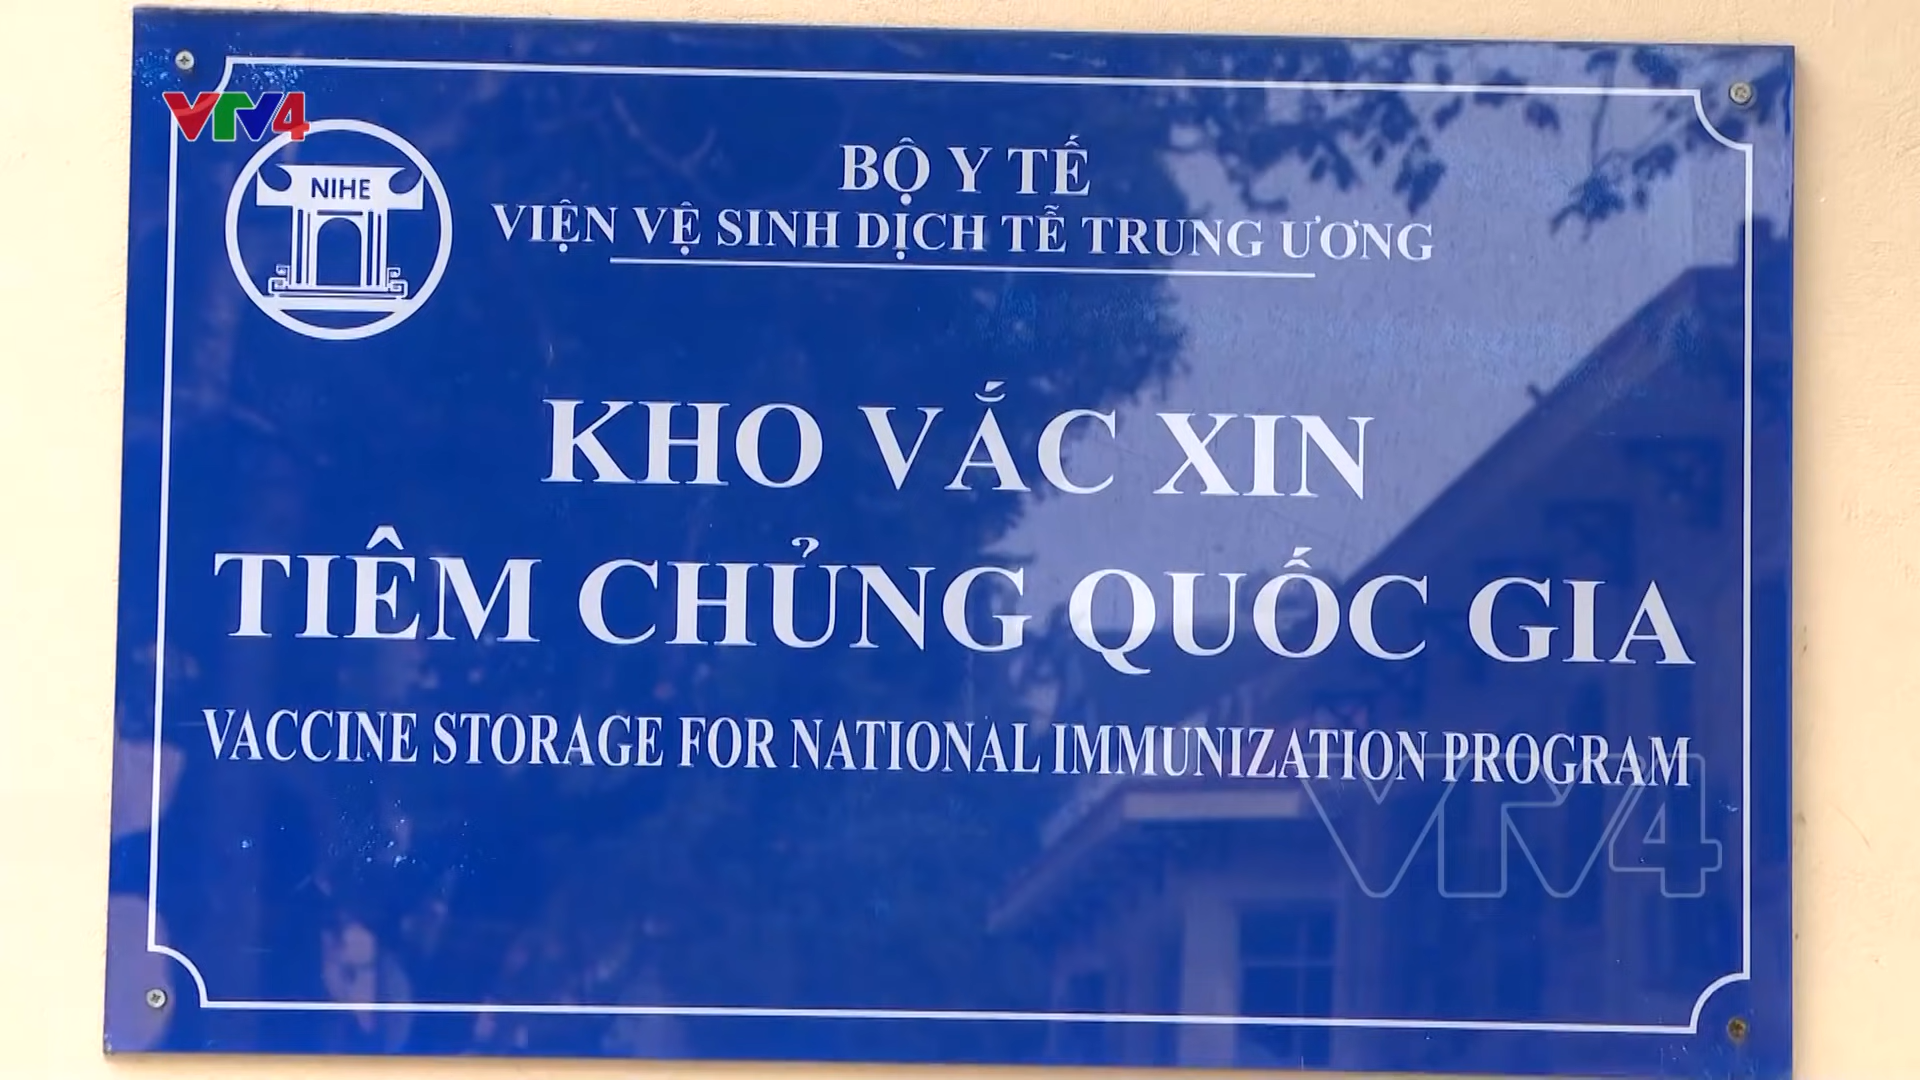 VTV4
NIHE
BỘ Y TẾ
VIỆN VỆ SINH DỊCH TỄ TRUNG ƯƠNG
KHO VẮC XIN
TIÊM CHỦNG QUỐC GIA
VACCINE STORAGE FOR NATIONAL IMMUNIZATION PROGRAM
VTV4